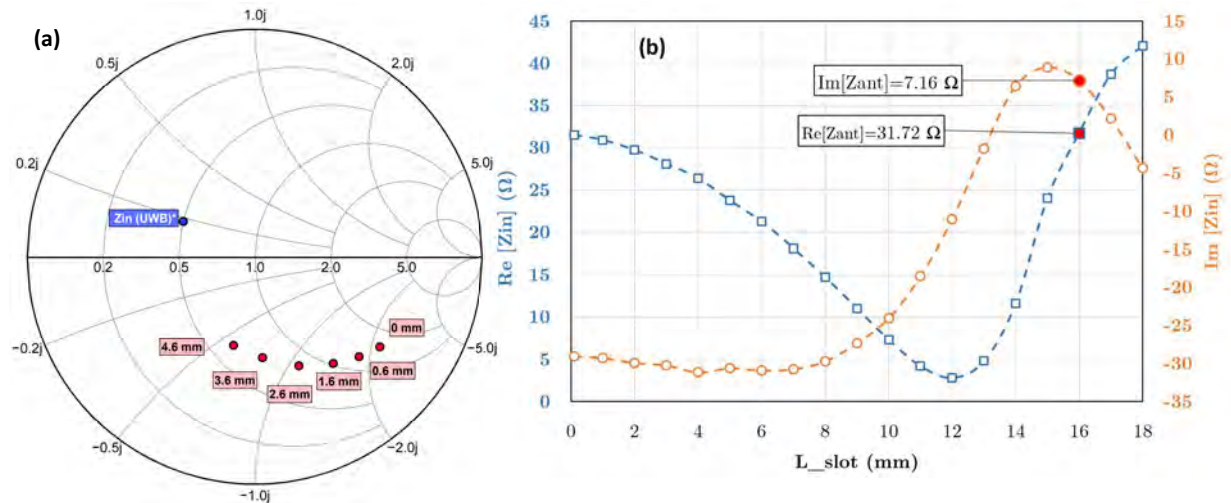 (a)
1.0j
0.5j
2.0j
0.2j
5.0j
Zin (UWB)*
0.2
0.5
1.0
2.0
5.0
0 mm
−0.2j
4.6 mm
−5.0j
3.6 mm
0.6 mm
2.6 mm
1.6 mm
−0.5j
−2.0j
−1.0j
(b)
45
40
35
30
25
20
15
10
5
0
Re [Zin] (Ω)
Im[Zant]=7.16 Ω
Re[Zant]=31.72 Ω
15
10
5
0
-5
-10
-15
-20
-25
-30
-35
Im [Zin] (Ω)
0 2 4 6 8 10 12 14 16 18
L_slot (mm)